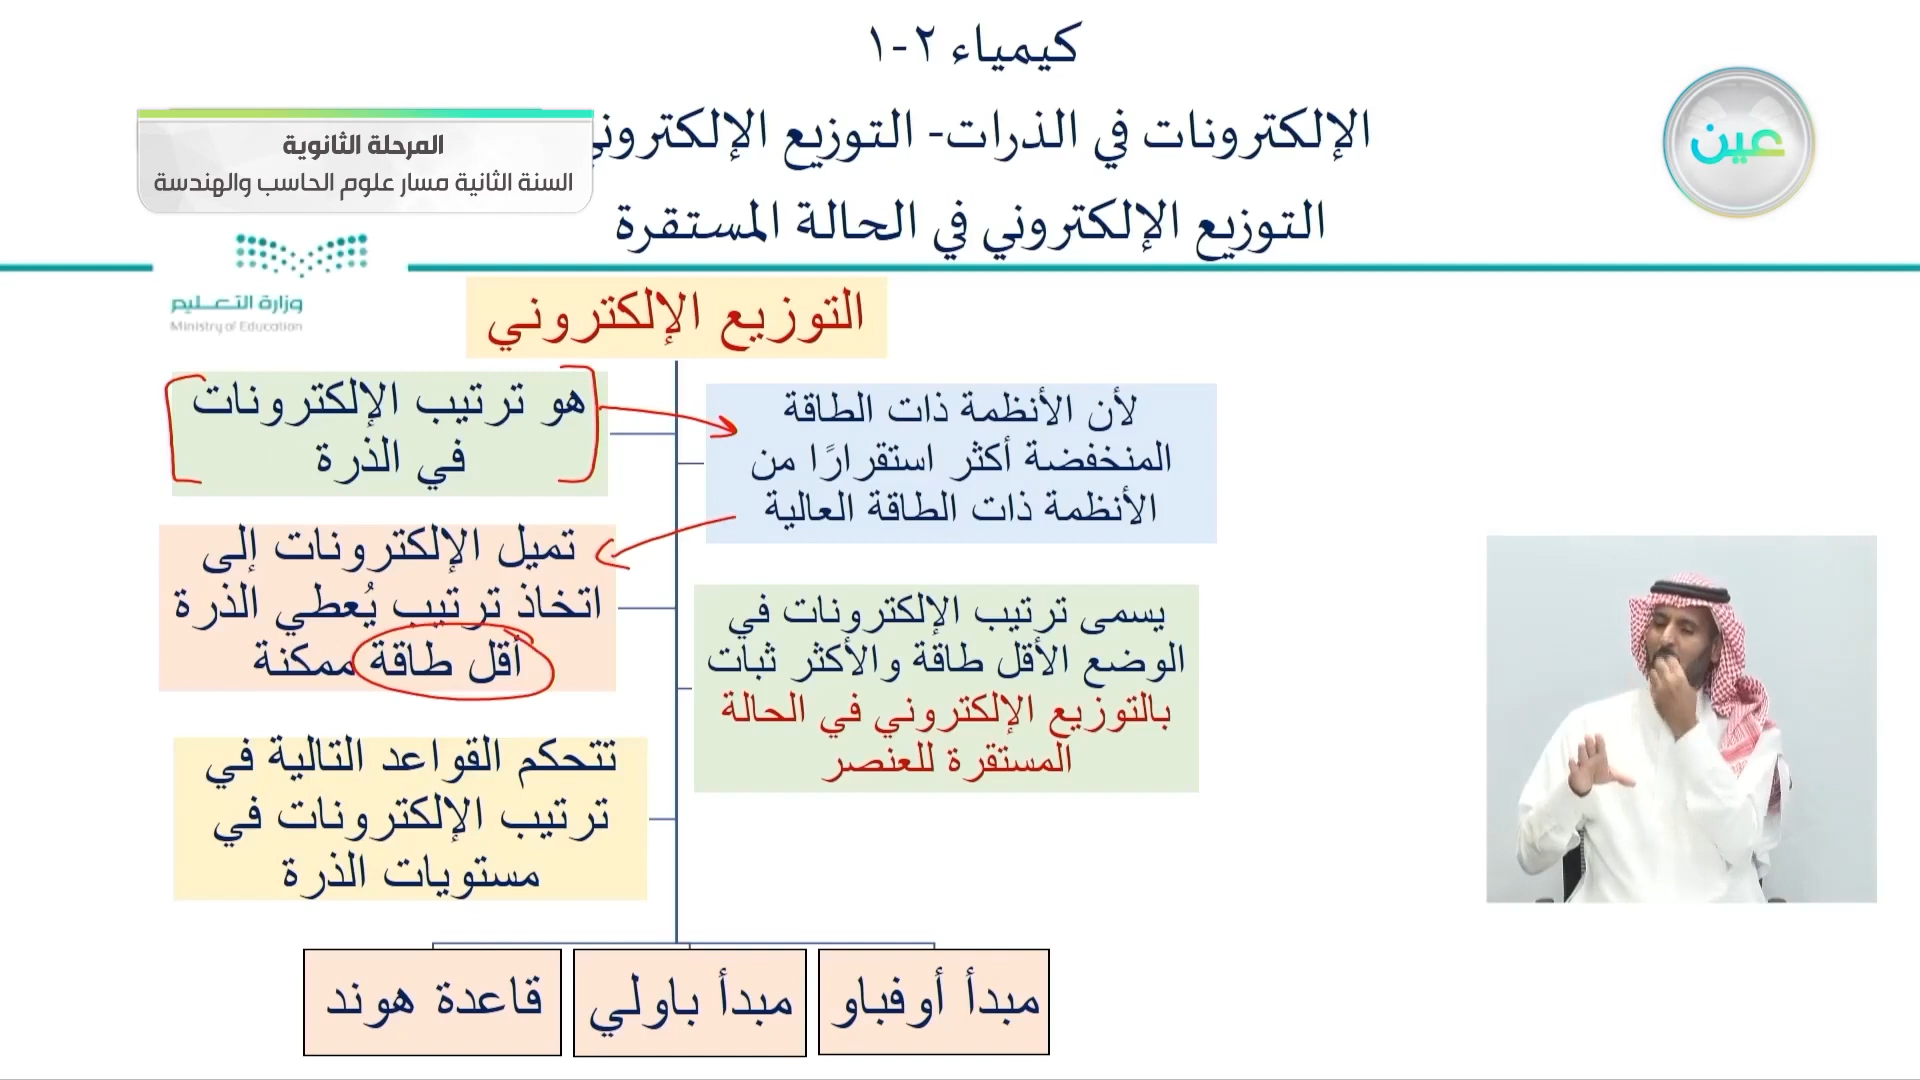 كيمياء ٢-١
الإلكترونات في الذرات- التوزيع الإلكتروني
التوزيع الإلكتروني في الحالة المستقرة
المرحلة الثانوية
السنة الثانية مسار علوم الحاسب والهندسة
عين
وزارة التعليم
Ministry of Education
التوزيع الإلكتروني
هو ترتيب الإلكترونات
في الذرة
لأن الأنظمة ذات الطاقة
المنخفضة أكثر استقرارًا من
الأنظمة ذات الطاقة العالية
تميل الإلكترونات إلى
اتخاذ ترتيب يُعطي الذرة
أقل طاقة ممكنة
يسمى ترتيب الإلكترونات في
الوضع الأقل طاقة والأكثر ثبات
بالتوزيع الإلكتروني في الحالة
المستقرة للعنصر
تتحكم القواعد التالية في
ترتيب الإلكترونات في
مستويات الذرة
مبدأ أوفباو
مبدأ باولي
قاعدة هوند